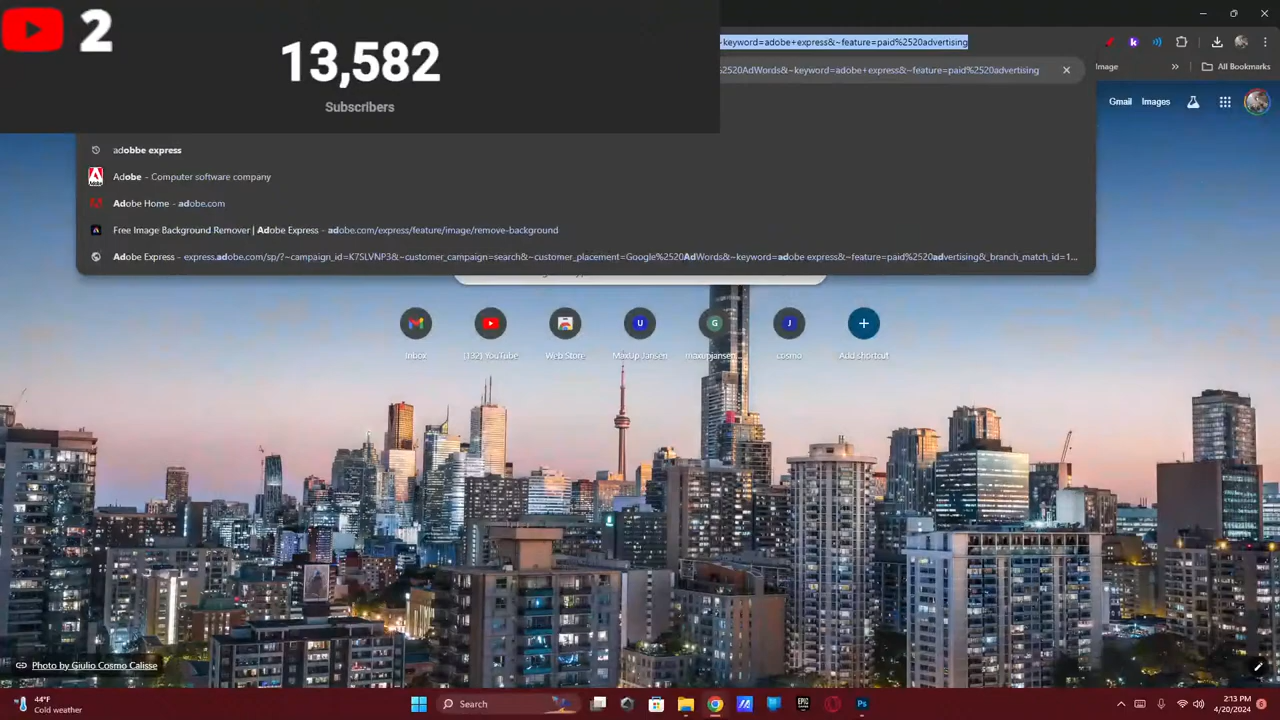 2
13,582
Subscribers
~keyword=adobe+express&~feature=paid%2520advertising
2520AdWords&~keyword=adobe+express&~feature=paid%2520advertising
Image
»
All Bookmarks
Gmail
Images
adobbe express
Adobe - Computer software company
Adobe Home - adobe.com
Free Image Background Remover | Adobe Express - adobe.com/express/feature/image/remove-background
Adobe Express - express.adobe.com/sp/?~campaign_id=K7SLVNP3&~customer_campaign=search&~customer_placement=Google%2520AdWords&~keyword=adobe express&~feature=paid%2520advertising&_branch_match_id=1...
Inbox
(132) YouTube
Web Store
MaxUp Jansen
maxupjansen...
cosmo
Add shortcut
Photo by Giulio Cosmo Calisse
44°F
Cold weather
Search
2:13 PM
4/20/2024